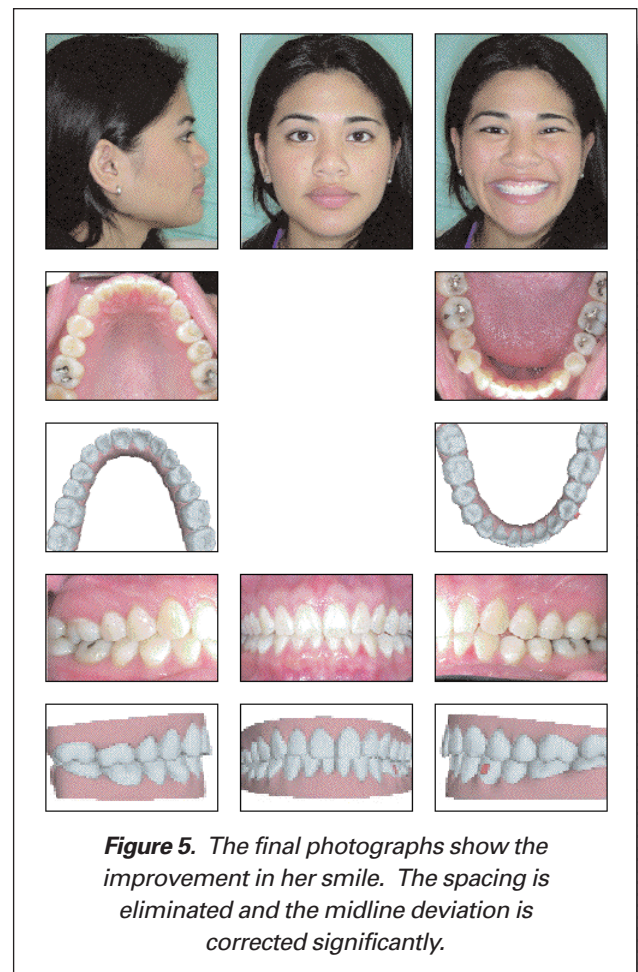 Figure 5. The final photographs show the
improvement in her smile. The spacing is
eliminated and the midline deviation is
corrected significantly.